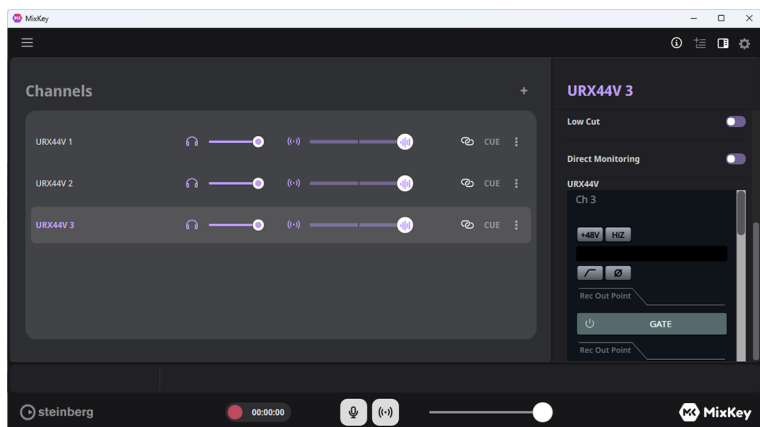 MixKey
Channels
URX44V 1
CUE
URX44V 2
CUE
URX44V 3
CUE
URX44V 3
Low Cut
Direct Monitoring
URX44V
Ch 3
+48V HiZ
Ø
Rec Out Point
GATE
Rec Out Point
steinberg
00:00:00
MK MixKey